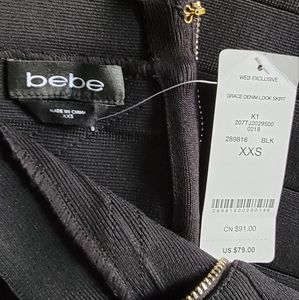 bebe
MADE IN CHINA
XXS
WEB EXCLUSIVE
GRACE DENIM LOOK SKIRT
K1
207TJ2029500
0218
289816 BLK
XXS
CN $91.00
US $79.00